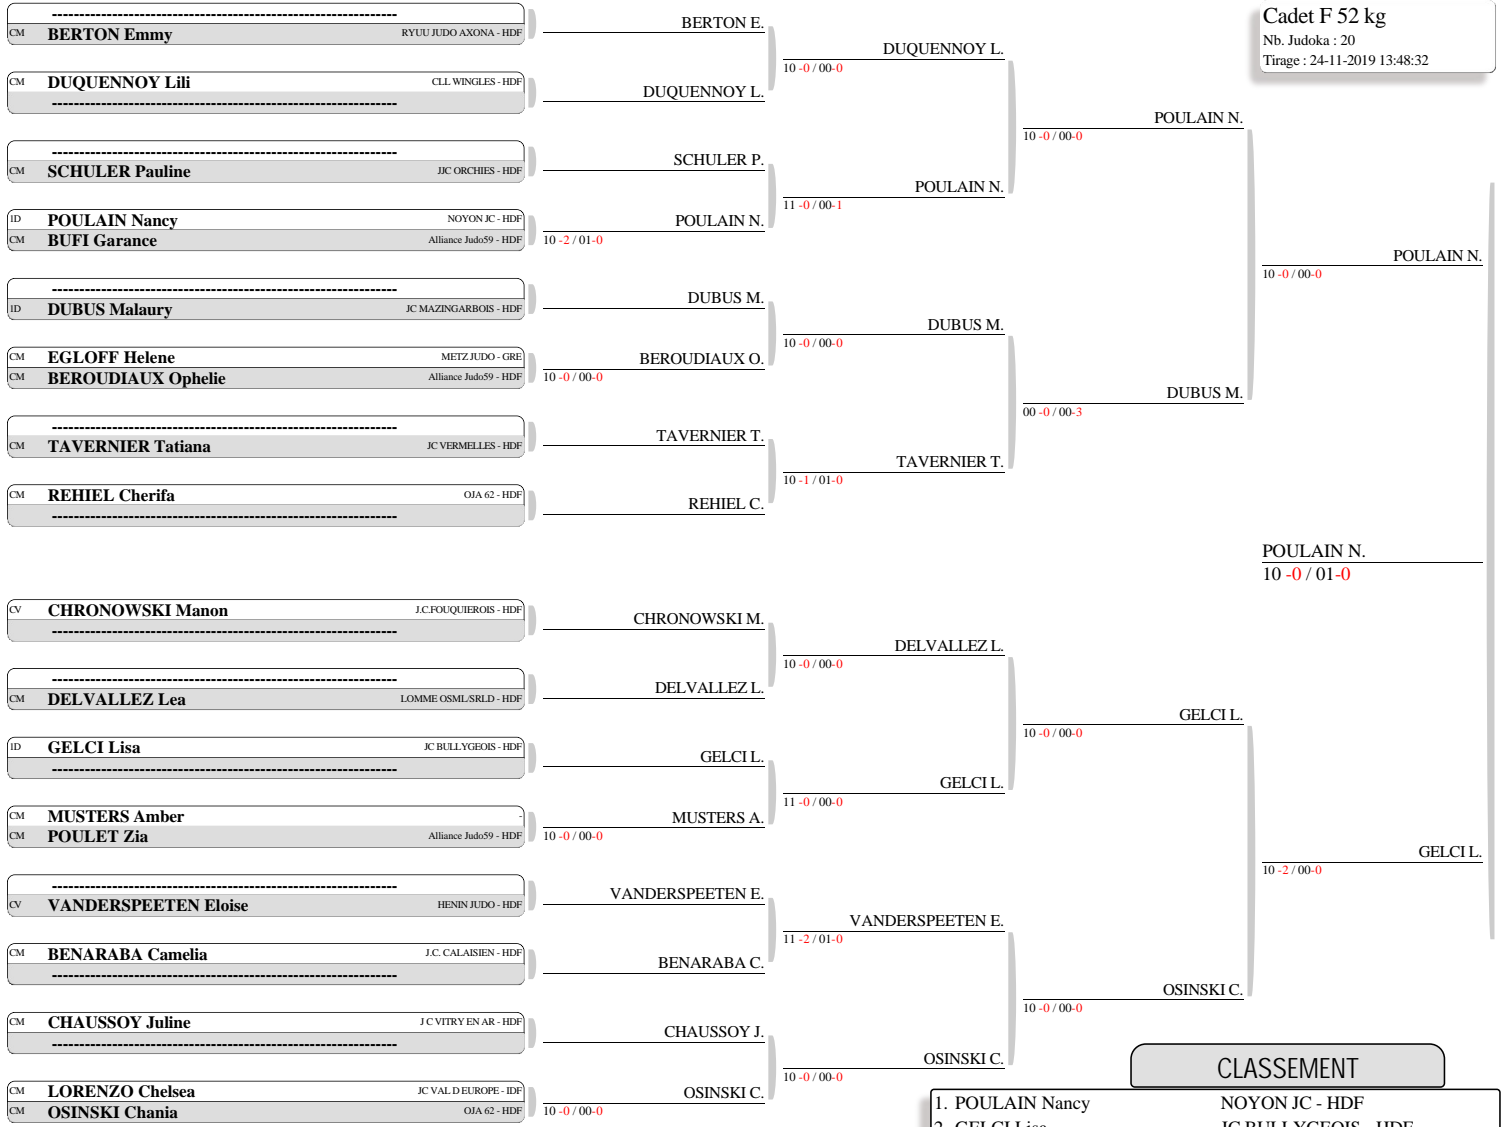 Cadet F 52 kg
Nb. Judoka : 20
Tirage : 24-11-2019 13:48:32
----------------------------------------------------------------
CM BERTON Emmy RYUU JUDO AXONA - HDF
CM DUQUENNOY Lili CLL WINGLES - HDF
----------------------------------------------------------------
----------------------------------------------------------------
CM SCHULER Pauline JJC ORCHIES - HDF
1D POULAIN Nancy NOYON JC - HDF
CM BUFI Garance Alliance Judo59 - HDF
----------------------------------------------------------------
1D DUBUS Malaury JC MAZINGARBOIS - HDF
CM EGLOFF Helene METZ JUDO - GRE
CM BEROUDIAUX Ophelie Alliance Judo59 - HDF
----------------------------------------------------------------
CM TAVERNIER Tatiana JC VERMELLES - HDF
CM REHIEL Cherifa OJA 62 - HDF
----------------------------------------------------------------
CV CHRONOWSKI Manon J.C.FOUQUIEROIS - HDF
----------------------------------------------------------------
----------------------------------------------------------------
CM DELVALLEZ Lea LOMME OSML/SRLD - HDF
1D GELCI Lisa JC BULLYGEOIS - HDF
----------------------------------------------------------------
CM MUSTERS Amber -
CM POULET Zia Alliance Judo59 - HDF
----------------------------------------------------------------
CV VANDERSPEETEN Eloise HENIN JUDO - HDF
CM BENARABA Camelia J.C. CALAISIEN - HDF
----------------------------------------------------------------
CM CHAUSSOY Juline J C VITRY EN AR - HDF
----------------------------------------------------------------
CM LORENZO Chelsea JC VAL D EUROPE - IDF
CM OSINSKI Chania OJA 62 - HDF
BERTON E.
DUQUENNOY L.
SCHULER P.
POULAIN N.
10 -2 / 01-0
DUBUS M.
BEROUDIAUX O.
10 -0 / 00-0
TAVERNIER T.
REHIEL C.
CHRONOWSKI M.
DELVALLEZ L.
GELCI L.
MUSTERS A.
10 -0 / 00-0
VANDERSPEETEN E.
BENARABA C.
CHAUSSOY J.
OSINSKI C.
10 -0 / 00-0
DUQUENNOY L.
10 -0 / 00-0
POULAIN N.
11 -0 / 00-1
DUBUS M.
10 -0 / 00-0
TAVERNIER T.
10 -1 / 01-0
DELVALLEZ L.
10 -0 / 00-0
GELCI L.
11 -0 / 00-0
VANDERSPEETEN E.
11 -2 / 01-0
OSINSKI C.
10 -0 / 00-0
POULAIN N.
10 -0 / 00-0
DUBUS M.
00 -0 / 00-3
GELCI L.
10 -0 / 00-0
OSINSKI C.
10 -0 / 00-0
POULAIN N.
10 -0 / 00-0
GELCI L.
10 -2 / 00-0
POULAIN N.
10 -0 / 01-0
CLASSEMENT
1. POULAIN Nancy NOYON JC - HDF
2. GELCI Lisa JC BULLYGEOIS - HDF